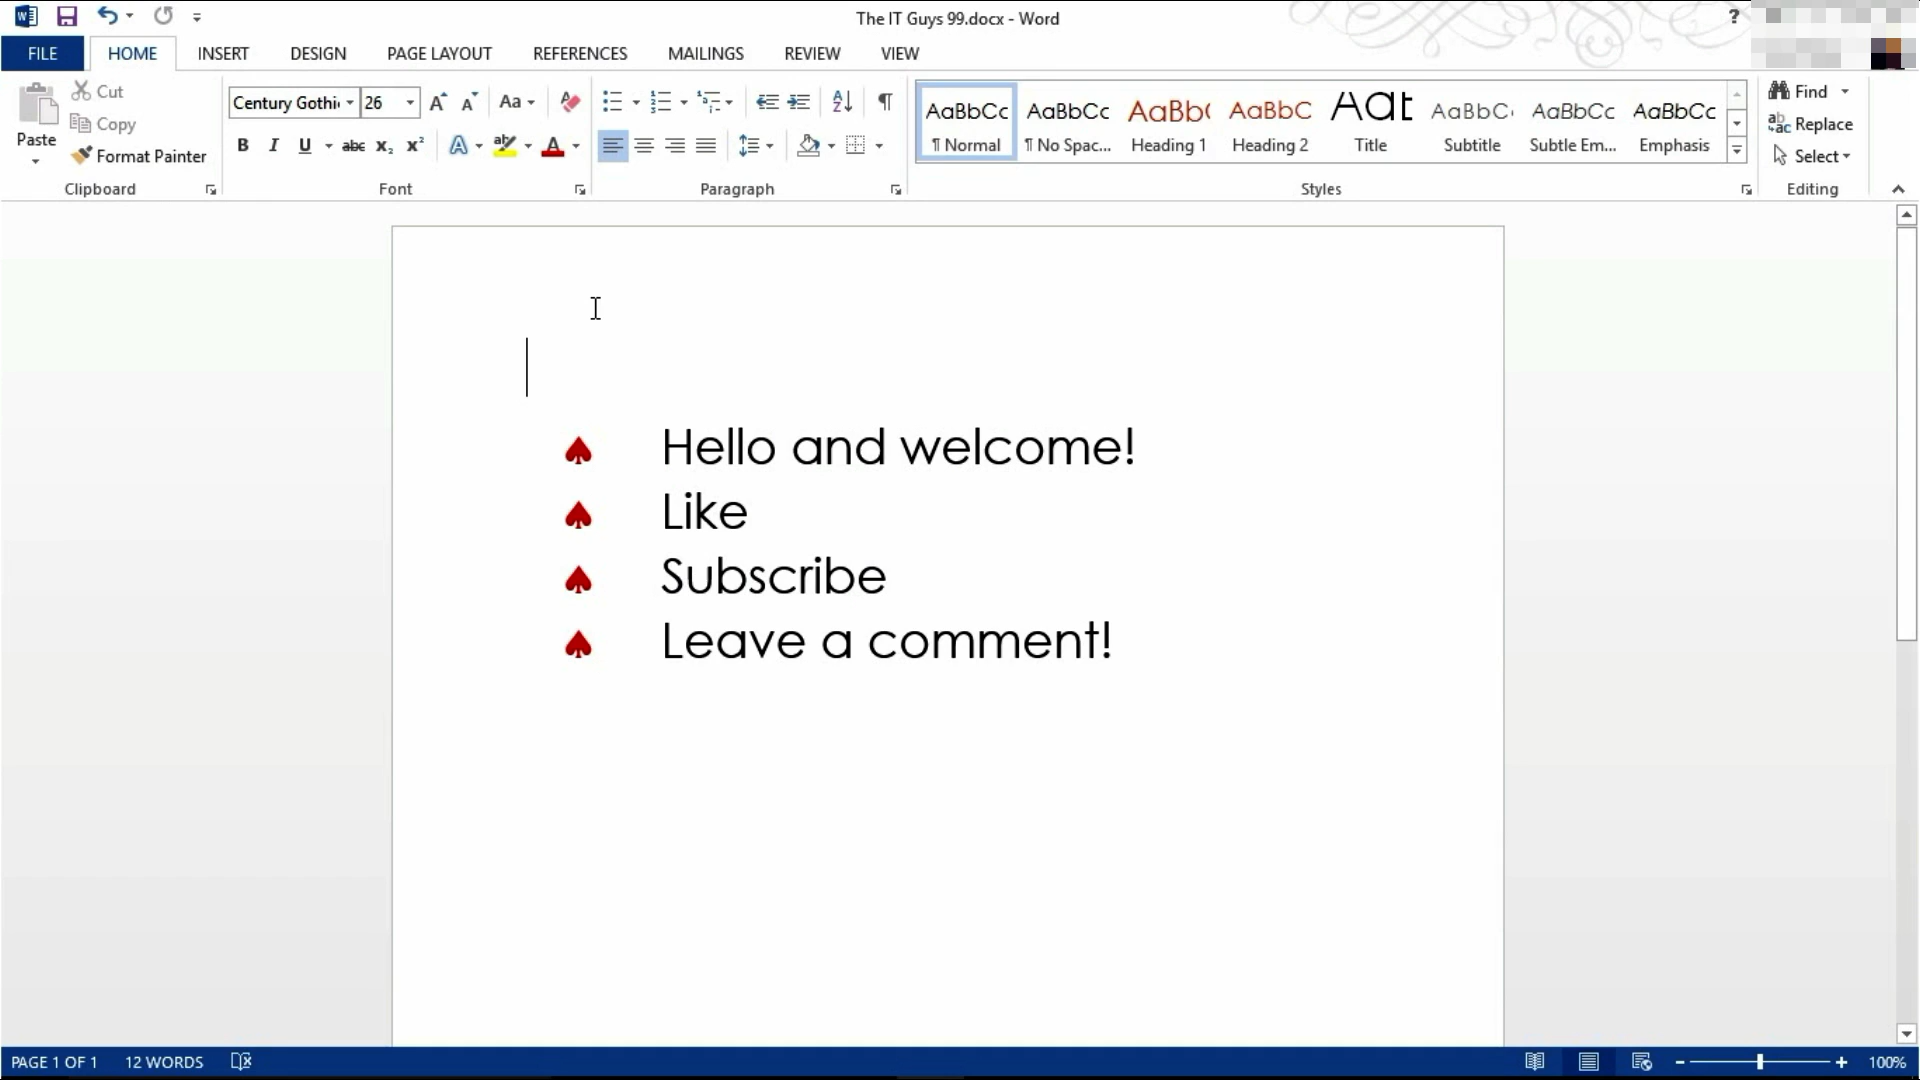 The IT Guys 99.docx - Word
?
FILE HOME INSERT DESIGN PAGE LAYOUT REFERENCES MAILINGS REVIEW VIEW
Paste
Cut
Copy
Format Painter
Clipboard
Century Gothi 26
Aa
B I U abc x₂ x²
Font
Paragraph
AaBbCc AaBbCc AaBb( AaBbC Aat AaBbC AaBbCc AaBbCc
¶ Normal ¶ No Spac... Heading 1 Heading 2 Title Subtitle Subtle Em... Emphasis
Styles
Find
Replace
Select
Editing
Hello and welcome!
Like
Subscribe
Leave a comment!
PAGE 1 OF 1 12 WORDS 100%